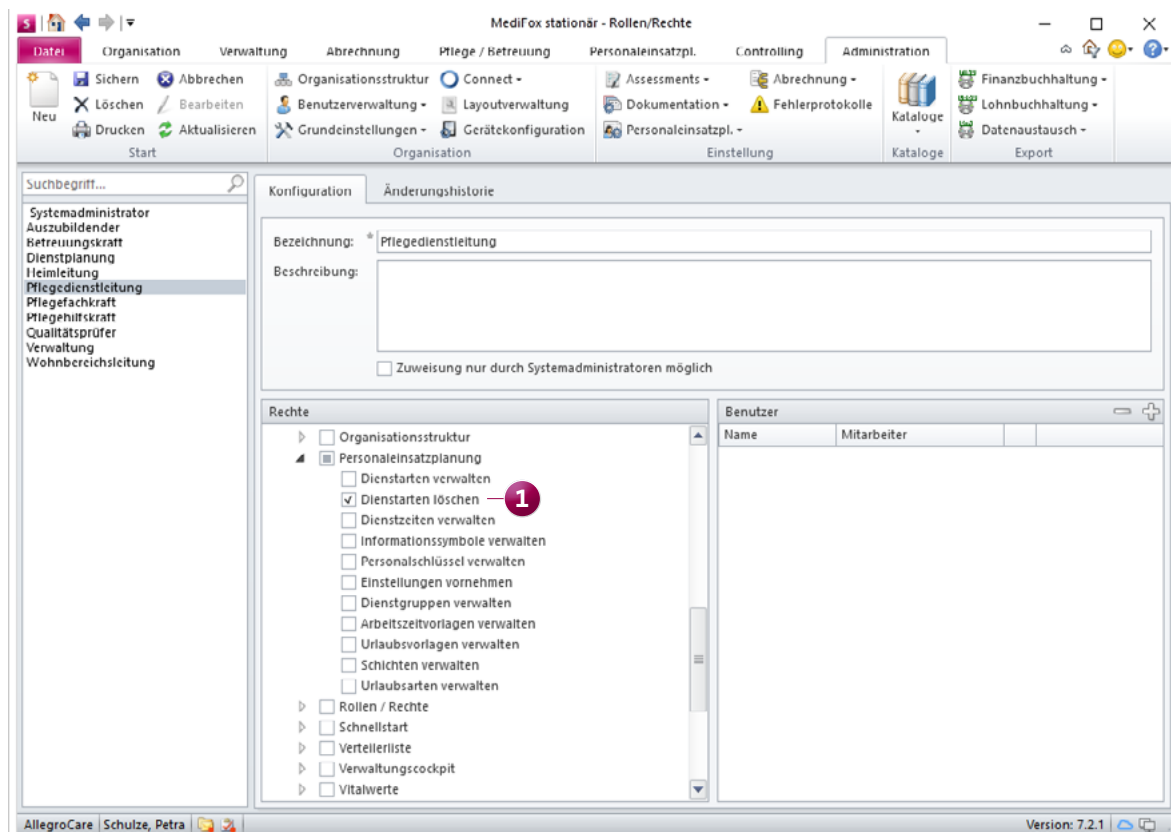 MediFox stationär - Rollen/Rechte
Datei Organisation Verwaltung Abrechnung Pflege / Betreuung Personaleinsatzpl. Controlling Administration
Neu
Sichern Abbrechen
Löschen Bearbeiten
Drucken Aktualisieren
Start
Organisationsstruktur Connect
Benutzerverwaltung Layoutverwaltung
Grundeinstellungen Gerätekonfiguration
Organisation
Assessments Abrechnung
Dokumentation Fehlerprotokolle
Personaleinsatzpl.
Einstellung
Kataloge
Kataloge
Finanzbuchhaltung
Lohnbuchhaltung
Datenaustausch
Export
Suchbegriff...
Systemadministrator
Auszubildender
Betreuungskraft
Dienstplanung
Heimleitung
Pflegedienstleitung
Pflegefachkraft
Pflegehilfskraft
Qualitätsprüfer
Verwaltung
Wohnbereichsleitung
Konfiguration Änderungshistorie
Bezeichnung: * Pflegedienstleitung
Beschreibung:
Zuweisung nur durch Systemadministratoren möglich
Rechte
Organisationsstruktur
Personaleinsatzplanung
Dienstarten verwalten
Dienstarten löschen 1
Dienstzeiten verwalten
Informationssymbole verwalten
Personalschlüssel verwalten
Einstellungen vornehmen
Dienstgruppen verwalten
Arbeitszeitvorlagen verwalten
Urlaubsvorlagen verwalten
Schichten verwalten
Urlaubsarten verwalten
Rollen / Rechte
Schnellstart
Verteilerliste
Verwaltungscockpit
Vitalwerte
Benutzer
Name Mitarbeiter
AllegroCare Schulze, Petra Version: 7.2.1